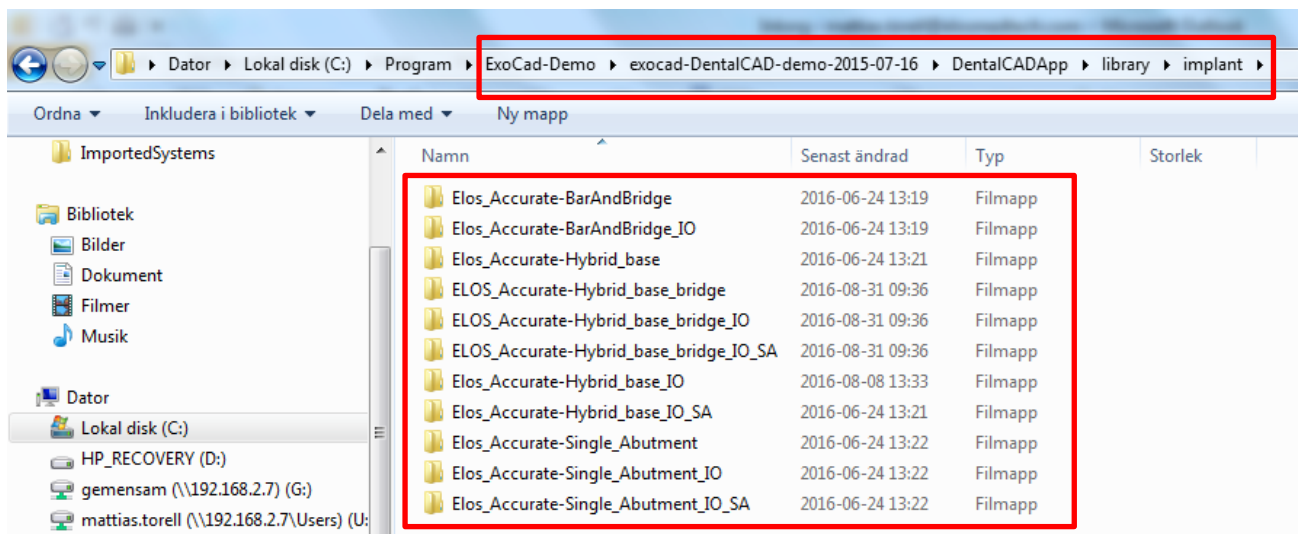 Dator ▸ Lokal disk (C:) ▸ Program ▸ ExoCad-Demo ▸ exocad-DentalCAD-demo-2015-07-16 ▸ DentalCADApp ▸ library ▸ implant ▸
Ordna Inkludera i bibliotek Dela med Ny mapp
ImportedSystems
Bibliotek
Bilder
Dokument
Filmer
Musik
Dator
Lokal disk (C:)
HP_RECOVERY (D:)
gemensam (\\192.168.2.7) (G:)
mattias.torell (\\192.168.2.7\Users) (U:
Namn Senast ändrad Typ Storlek
Elos_Accurate-BarAndBridge 2016-06-24 13:19 Filmapp
Elos_Accurate-BarAndBridge_IO 2016-06-24 13:19 Filmapp
Elos_Accurate-Hybrid_base 2016-06-24 13:21 Filmapp
ELOS_Accurate-Hybrid_base_bridge 2016-08-31 09:36 Filmapp
ELOS_Accurate-Hybrid_base_bridge_IO 2016-08-31 09:36 Filmapp
ELOS_Accurate-Hybrid_base_bridge_IO_SA 2016-08-31 09:36 Filmapp
Elos_Accurate-Hybrid_base_IO 2016-08-08 13:33 Filmapp
Elos_Accurate-Hybrid_base_IO_SA 2016-06-24 13:21 Filmapp
Elos_Accurate-Single_Abutment 2016-06-24 13:22 Filmapp
Elos_Accurate-Single_Abutment_IO 2016-06-24 13:22 Filmapp
Elos_Accurate-Single_Abutment_IO_SA 2016-06-24 13:22 Filmapp